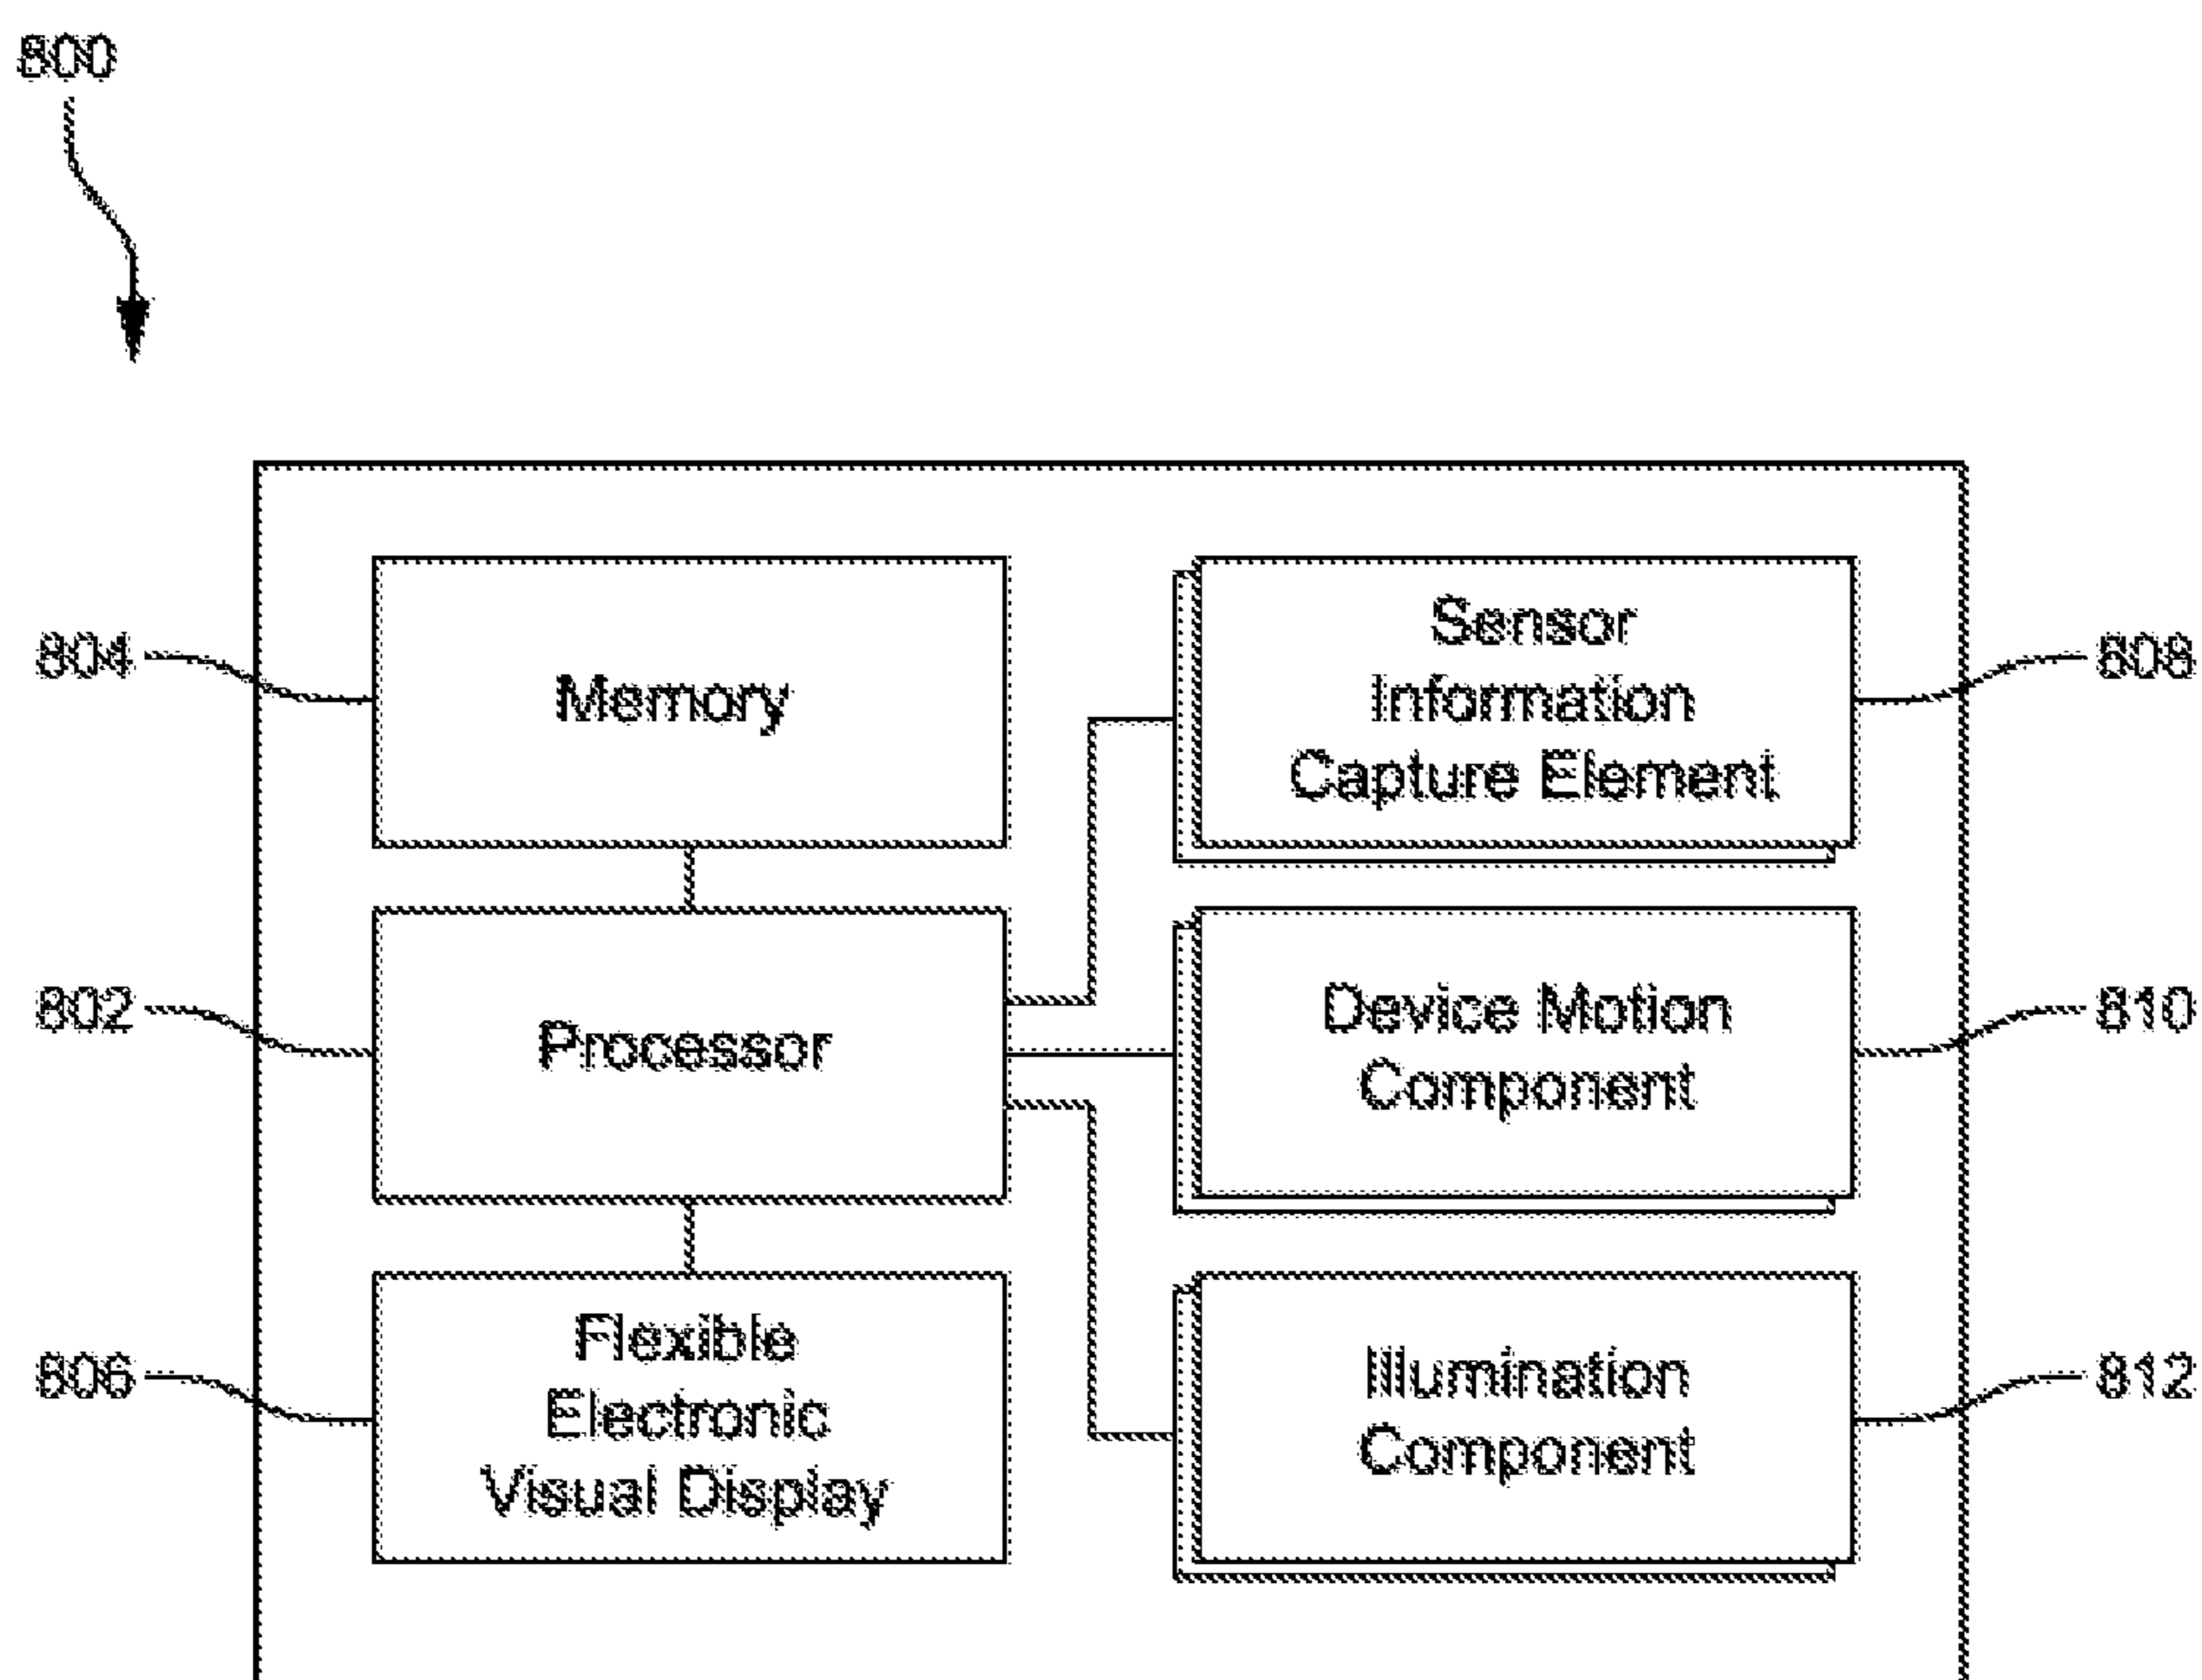 800
804
Memory
Sensor
Information
Capture Element
808
802
Processor
Device Motion
Component
810
806
Flexible
Electronic
Visual Display
Illumination
Component
812